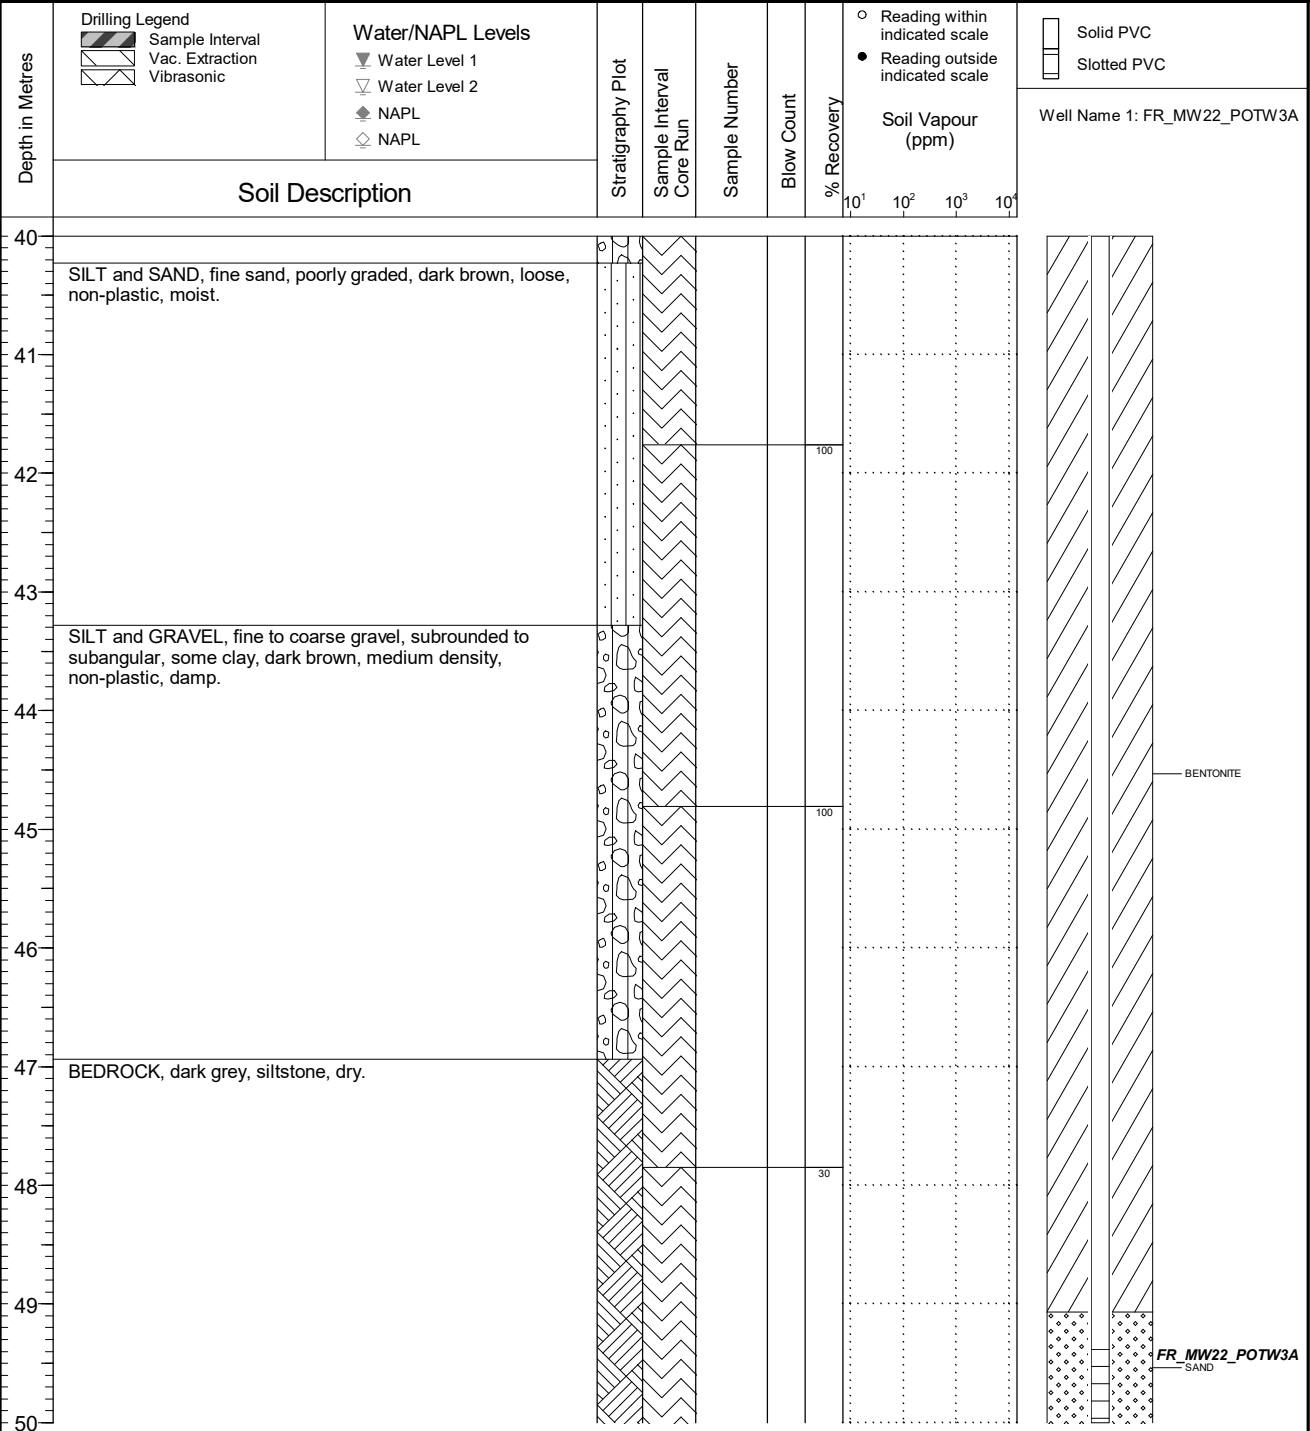 Depth in Metres
Drilling Legend
Sample Interval
Vac. Extraction
Vibrasonic
Water/NAPL Levels
Water Level 1
Water Level 2
NAPL
NAPL
Soil Description
Stratigraphy Plot
Sample Interval
Core Run
Sample Number
Blow Count
% Recovery
Reading within
indicated scale
Reading outside
indicated scale
Soil Vapour
(ppm)
10¹ 10² 10³ 10⁴
Solid PVC
Slotted PVC
Well Name 1: FR_MW22_POTW3A
40
SILT and SAND, fine sand, poorly graded, dark brown, loose,
non-plastic, moist.
41
100
42
43
SILT and GRAVEL, fine to coarse gravel, subrounded to
subangular, some clay, dark brown, medium density,
non-plastic, damp.
44
BENTONITE
100
45
46
47
BEDROCK, dark grey, siltstone, dry.
30
48
49
FR_MW22_POTW3A
SAND
50